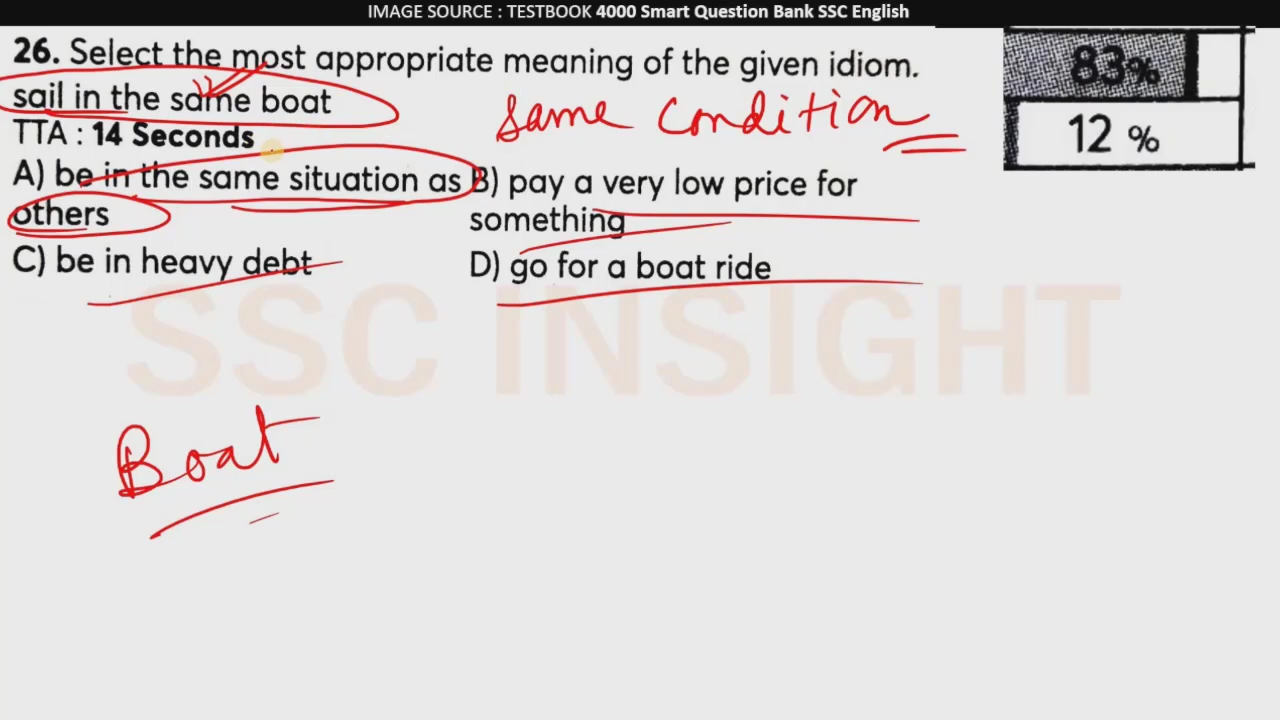 IMAGE SOURCE : TESTBOOK 4000 Smart Question Bank SSC English
26. Select the most appropriate meaning of the given idiom.
83%
sail in the same boat
same condition
12 %
TTA : 14 Seconds
A) be in the same situation as
others
B) pay a very low price for
something
C) be in heavy debt
D) go for a boat ride
SSC INSIGHT
Boat